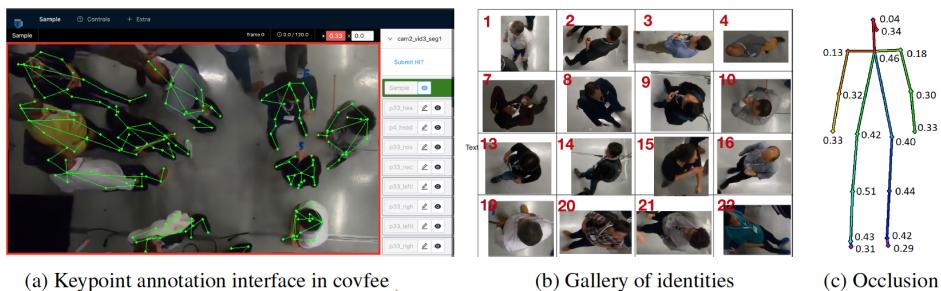 Sample
Controls
+ Extra
Sample
frame 0
0.0 / 120.0
0.33
x 0.0
cam2_vid3_seg1
Submit HIT
Sample
p33_hea
p4_head
p33_nos
p33_nec
p33_leftl
p33_righ
p33_leftl
p33_righ
1 2 3 4
7 8 9 10
Text
13 14 15 16
19 20 21 22
0.04
0.34
0.13 0.18
0.46
0.32 0.30
0.33 0.33
0.42 0.40
0.51 0.44
0.43 0.42
0.31 0.29
(a) Keypoint annotation interface in covfee
(b) Gallery of identities
(c) Occlusion